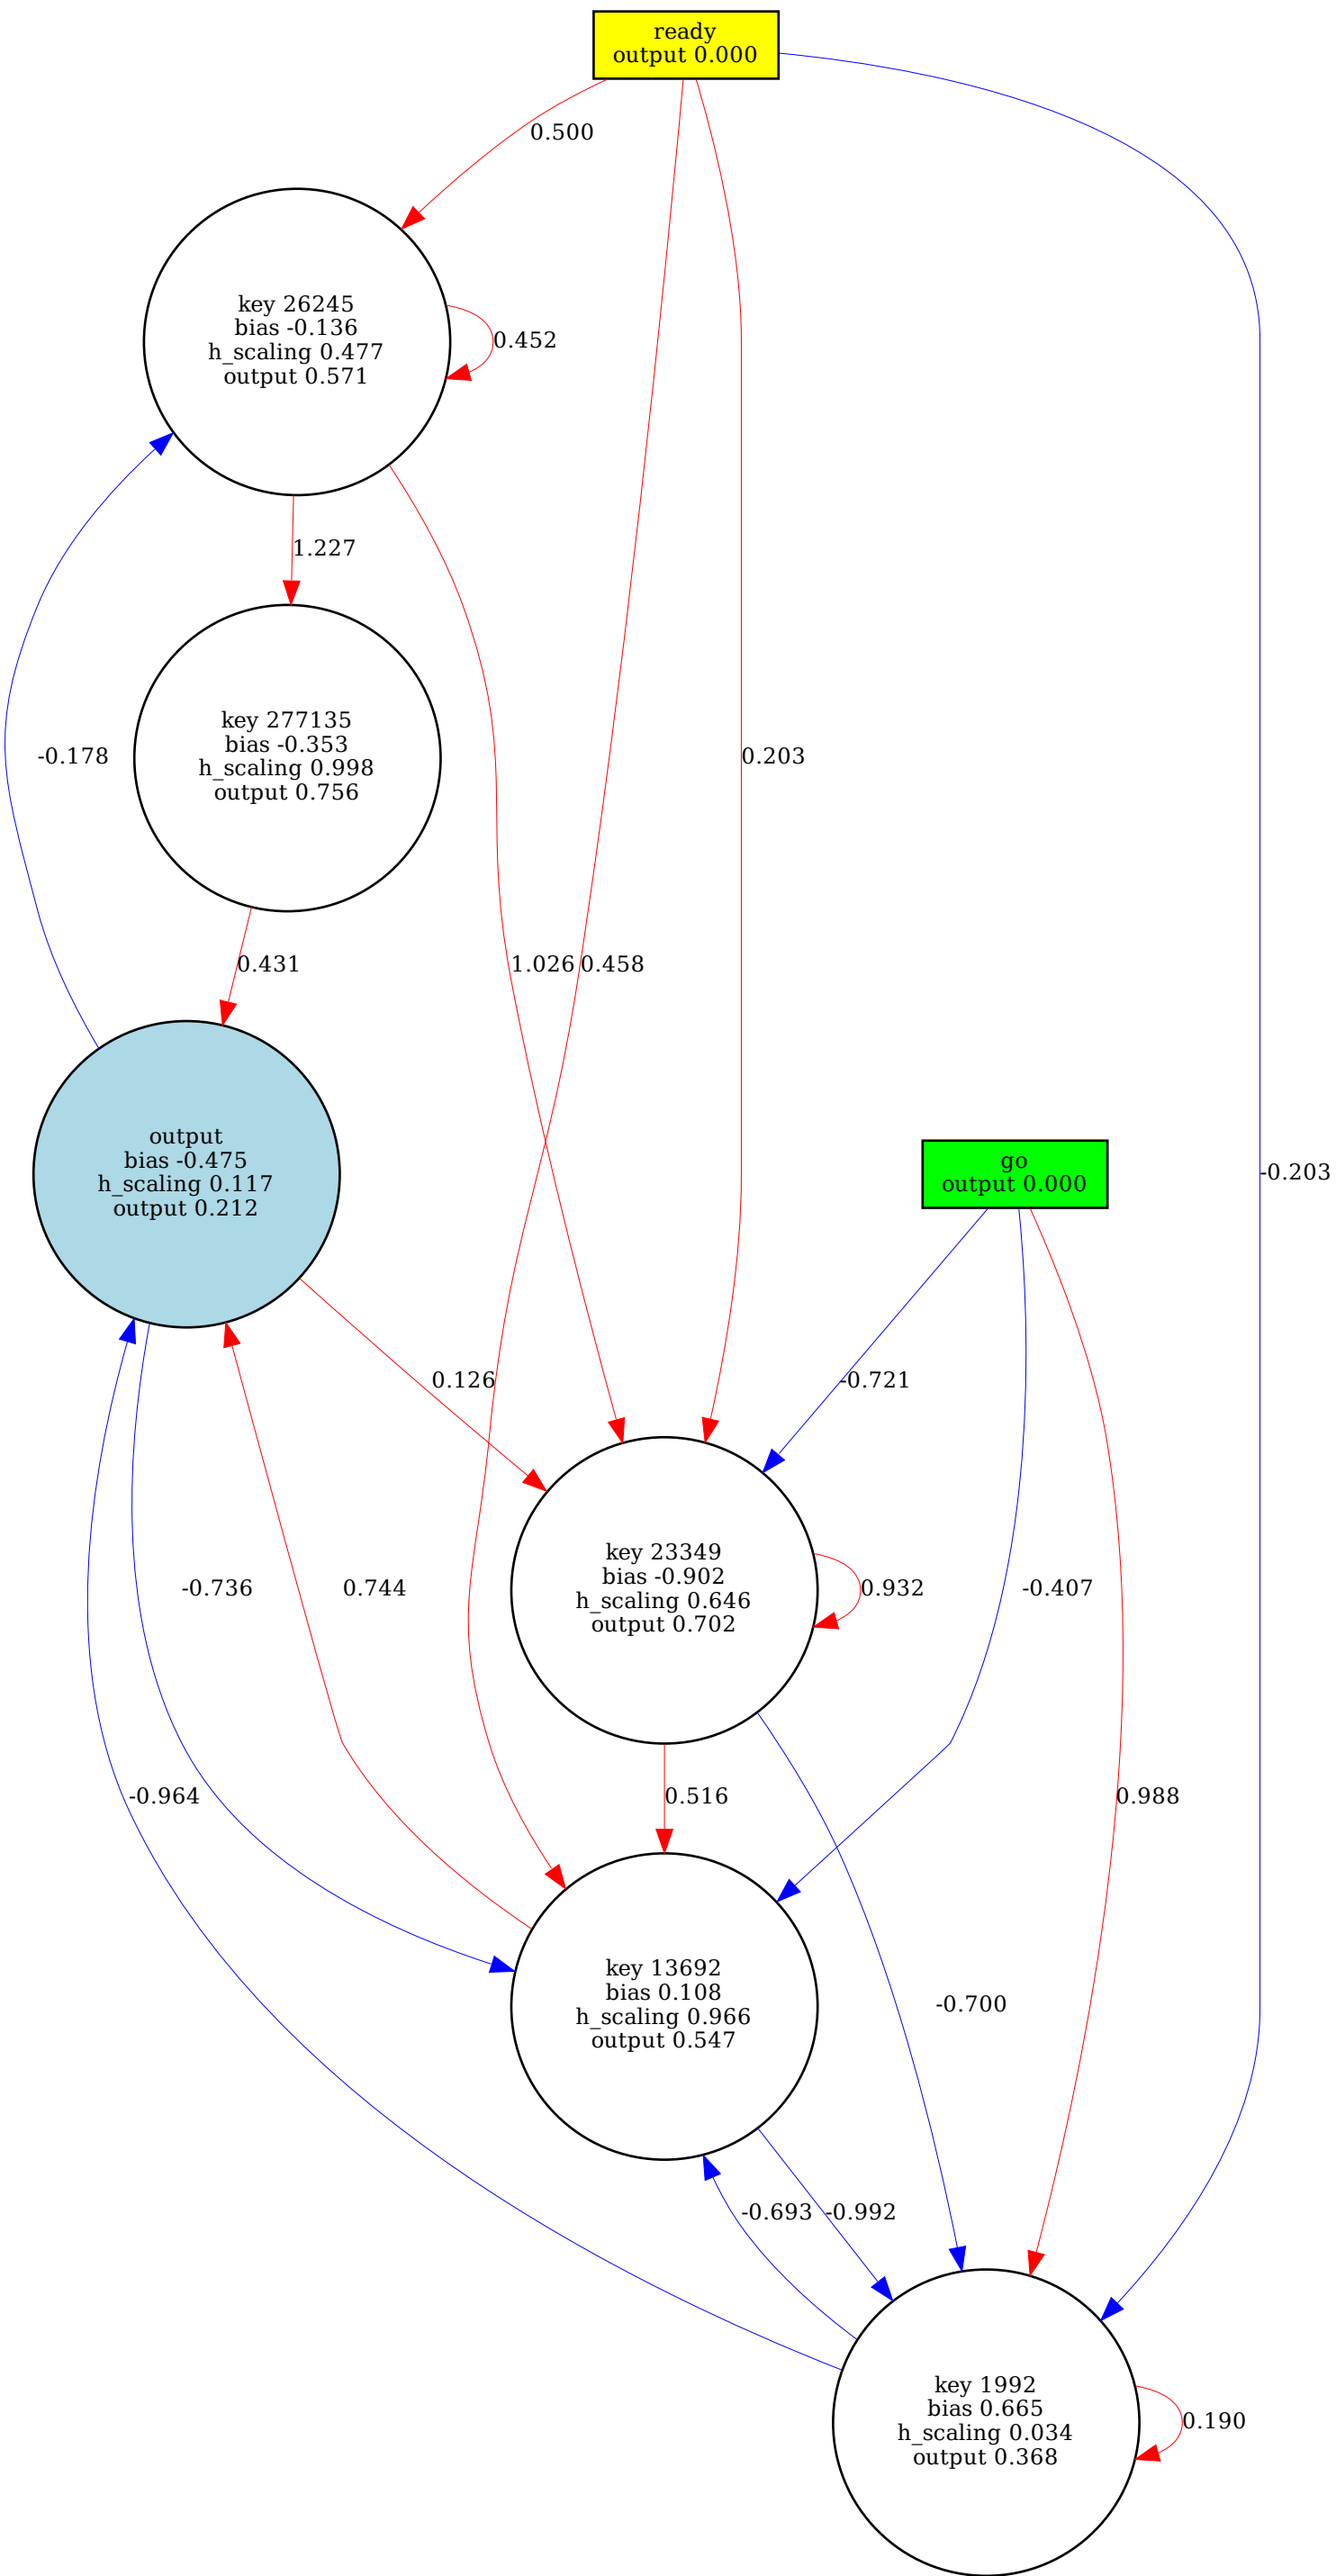 ready
output 0.000
0.500
key 26245
bias -0.136
h_scaling 0.477
output 0.571
0.452
1.227
key 277135
bias -0.353
h_scaling 0.998
output 0.756
-0.178
0.203
0.431
1.026
0.458
output
bias -0.475
h_scaling 0.117
output 0.212
go
output 0.000
-0.203
0.126
-0.721
key 23349
bias -0.902
h_scaling 0.646
output 0.702
-0.736
0.744
0.932
-0.407
-0.964
0.516
0.988
key 13692
bias 0.108
h_scaling 0.966
output 0.547
-0.700
-0.693
-0.992
key 1992
bias 0.665
h_scaling 0.034
output 0.368
0.190